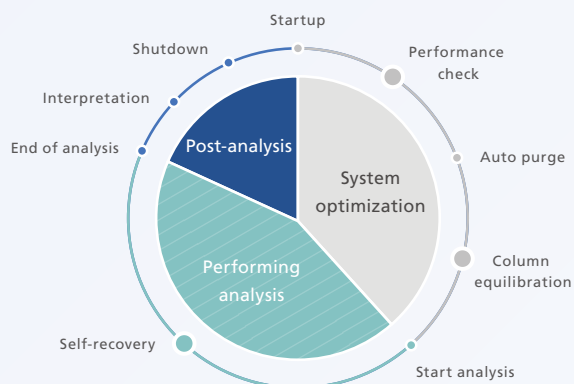 Startup
Performance
check
Auto purge
Column
equilibration
Start analysis
Self-recovery
End of analysis
Interpretation
Shutdown
Post-analysis
System
optimization
Performing
analysis